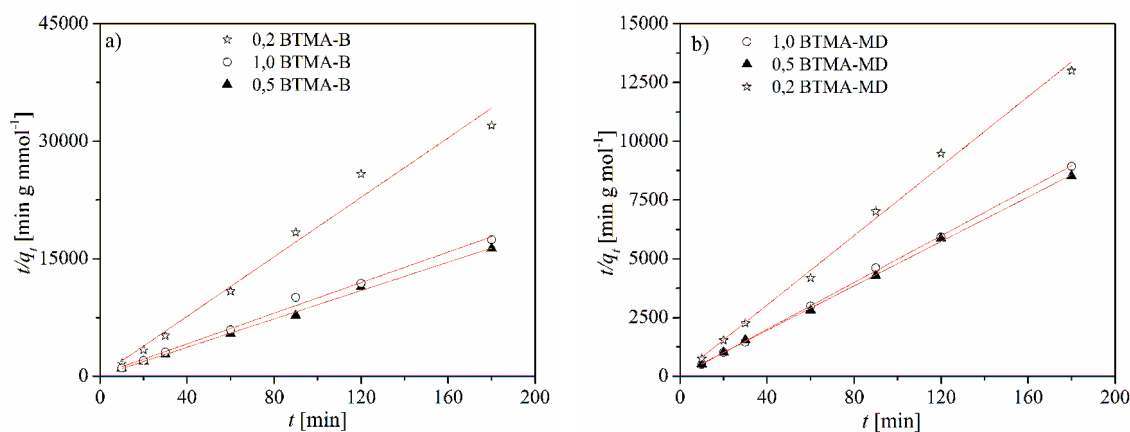 a)
0,2 BTMA-B
1,0 BTMA-B
0,5 BTMA-B
45000
30000
15000
0
t/qt [min g mmol⁻¹]
0 40 80 120 160 200
t [min]
b)
1,0 BTMA-MD
0,5 BTMA-MD
0,2 BTMA-MD
15000
12500
10000
7500
5000
2500
0
t/qt [min g mol⁻¹]
0 40 80 120 160 200
t [min]